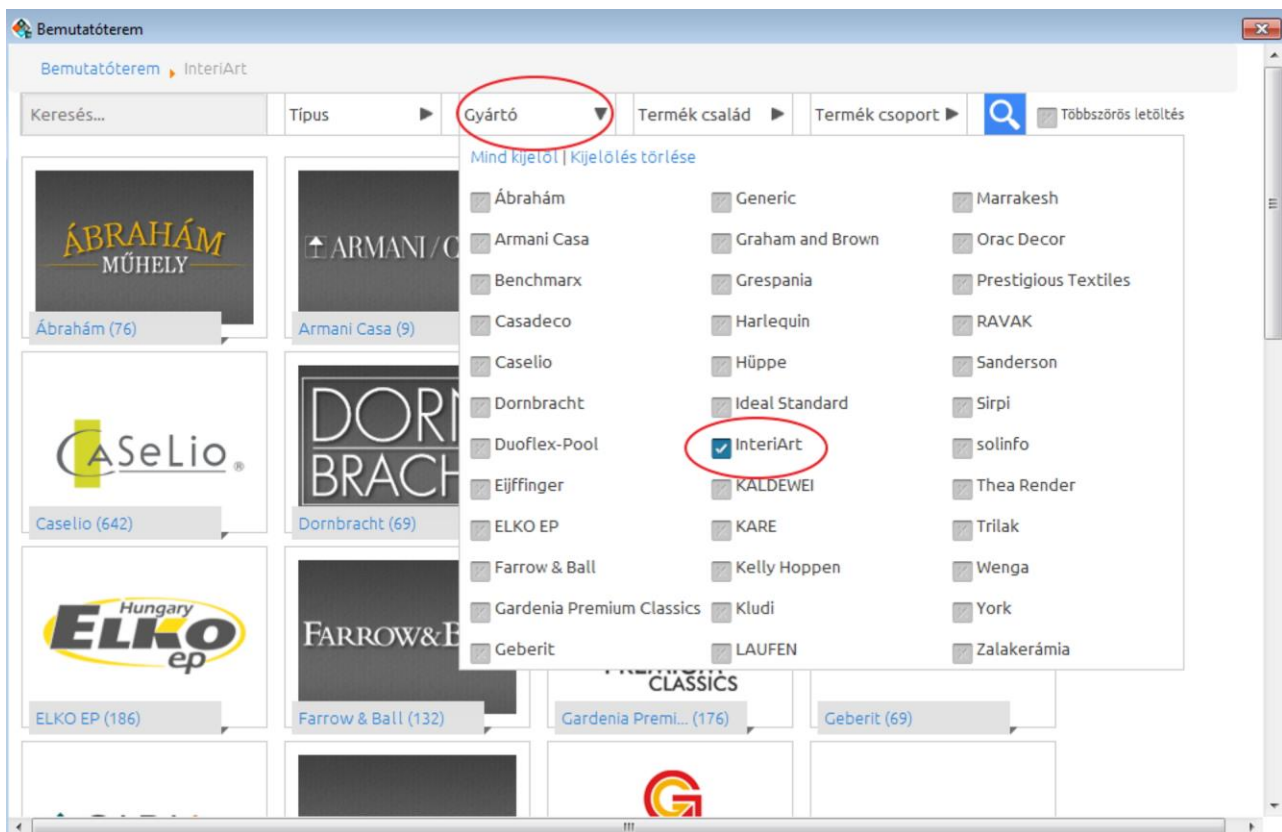 Bemutatóterem
Bemutatóterem InteriArt
Keresés... Típus Gyártó Termék család Termék csoport Többszörös letöltés
Mind kijelöl | Kijelölés törlése
Ábrahám Generic Marrakesh
Armani Casa Graham and Brown Orac Decor
Benchmarx Grespania Prestigious Textiles
Casadeco Harlequin RAVAK
Caselio Hüppe Sanderson
Dornbracht Ideal Standard Sirpi
Duoflex-Pool InteriArt solinfo
Eijffinger KALDEWEI Thea Render
ELKO EP KARE Trilak
Farrow & Ball Kelly Hoppen Wenga
Gardenia Premium Classics Kludi York
Geberit LAUFEN Zalakerámia
ÁBRAHÁM
MŰHELY
ARMANI / C
Ábrahám (76) Armani Casa (9)
CASeLio ®
DORN
BRACH
Caselio (642) Dornbracht (69)
Hungary
ELKO
ep
FARROW&B
CLASSICS
ELKO EP (186) Farrow & Ball (132) Gardenia Premi... (176) Geberit (69)